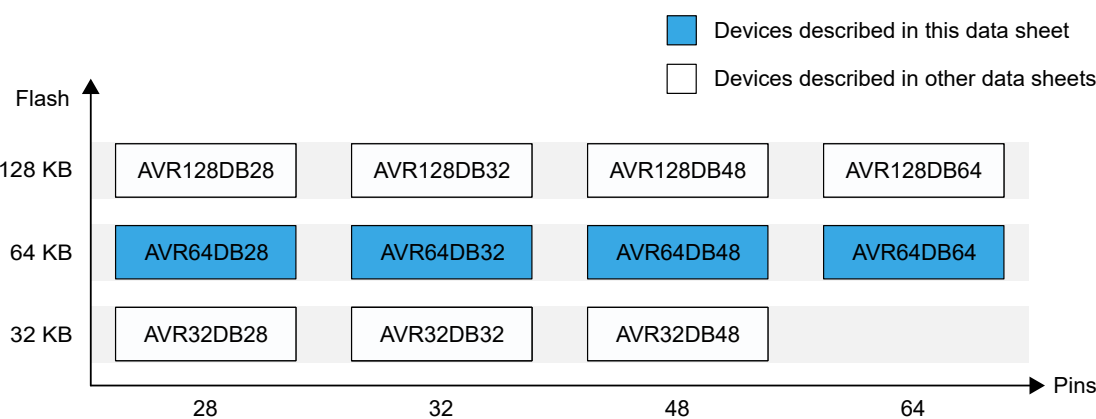 Devices described in this data sheet
Devices described in other data sheets
Flash
128 KB
AVR128DB28
AVR128DB32
AVR128DB48
AVR128DB64
64 KB
AVR64DB28
AVR64DB32
AVR64DB48
AVR64DB64
32 KB
AVR32DB28
AVR32DB32
AVR32DB48
Pins
28
32
48
64